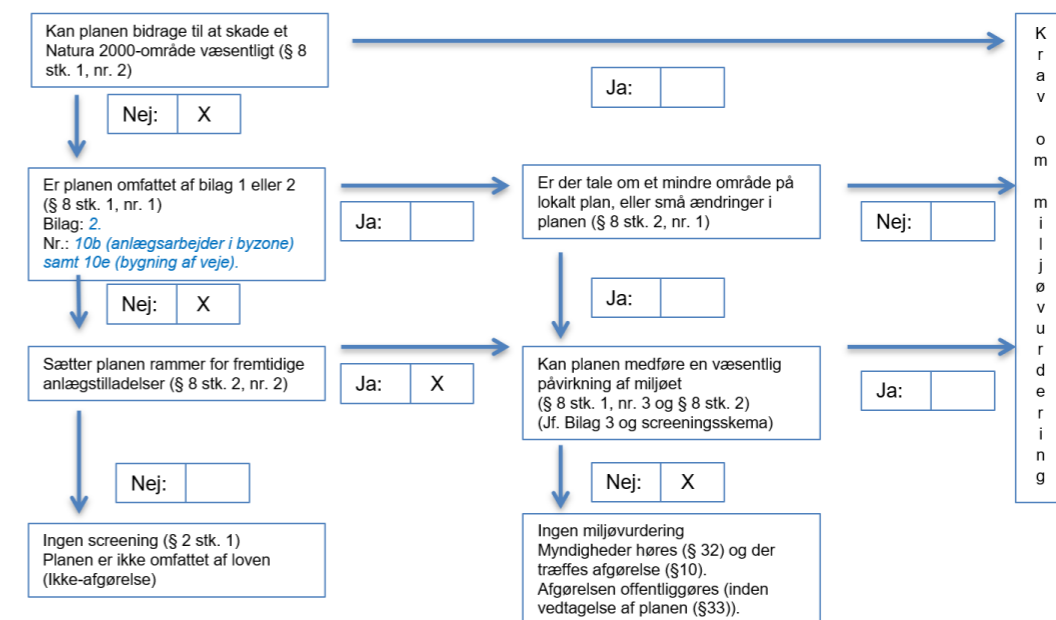 Kan planen bidrage til at skade et
Natura 2000-område væsentligt (§ 8
stk. 1, nr. 2)
Ja:
Nej: X
Er planen omfattet af bilag 1 eller 2
(§ 8 stk. 1, nr. 1)
Bilag: 2.
Nr.: 10b (anlægsarbejder i byzone)
samt 10e (bygning af veje).
Ja:
Er der tale om et mindre område på
lokalt plan, eller små ændringer i
planen (§ 8 stk. 2, nr. 1)
Nej:
Nej: X
Ja:
Sætter planen rammer for fremtidige
anlægstilladelser (§ 8 stk. 2, nr. 2)
Ja: X
Kan planen medføre en væsentlig
påvirkning af miljøet
(§ 8 stk. 1, nr. 3 og § 8 stk. 2)
(Jf. Bilag 3 og screeningsskema)
Ja:
Nej:
Nej: X
Ingen screening (§ 2 stk. 1)
Planen er ikke omfattet af loven
(Ikke-afgørelse)
Ingen miljøvurdering
Myndigheder høres (§ 32) og der
træffes afgørelse (§10).
Afgørelsen offentliggøres (inden
vedtagelse af planen (§33)).
Krav om miljøvurdering